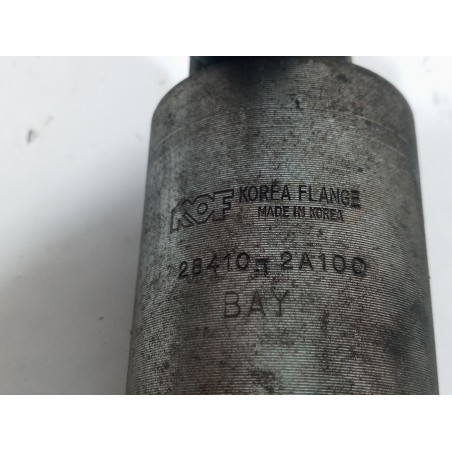 KOF KOREA FLANGE
MADE IN KOREA
28410-2A100
BAY